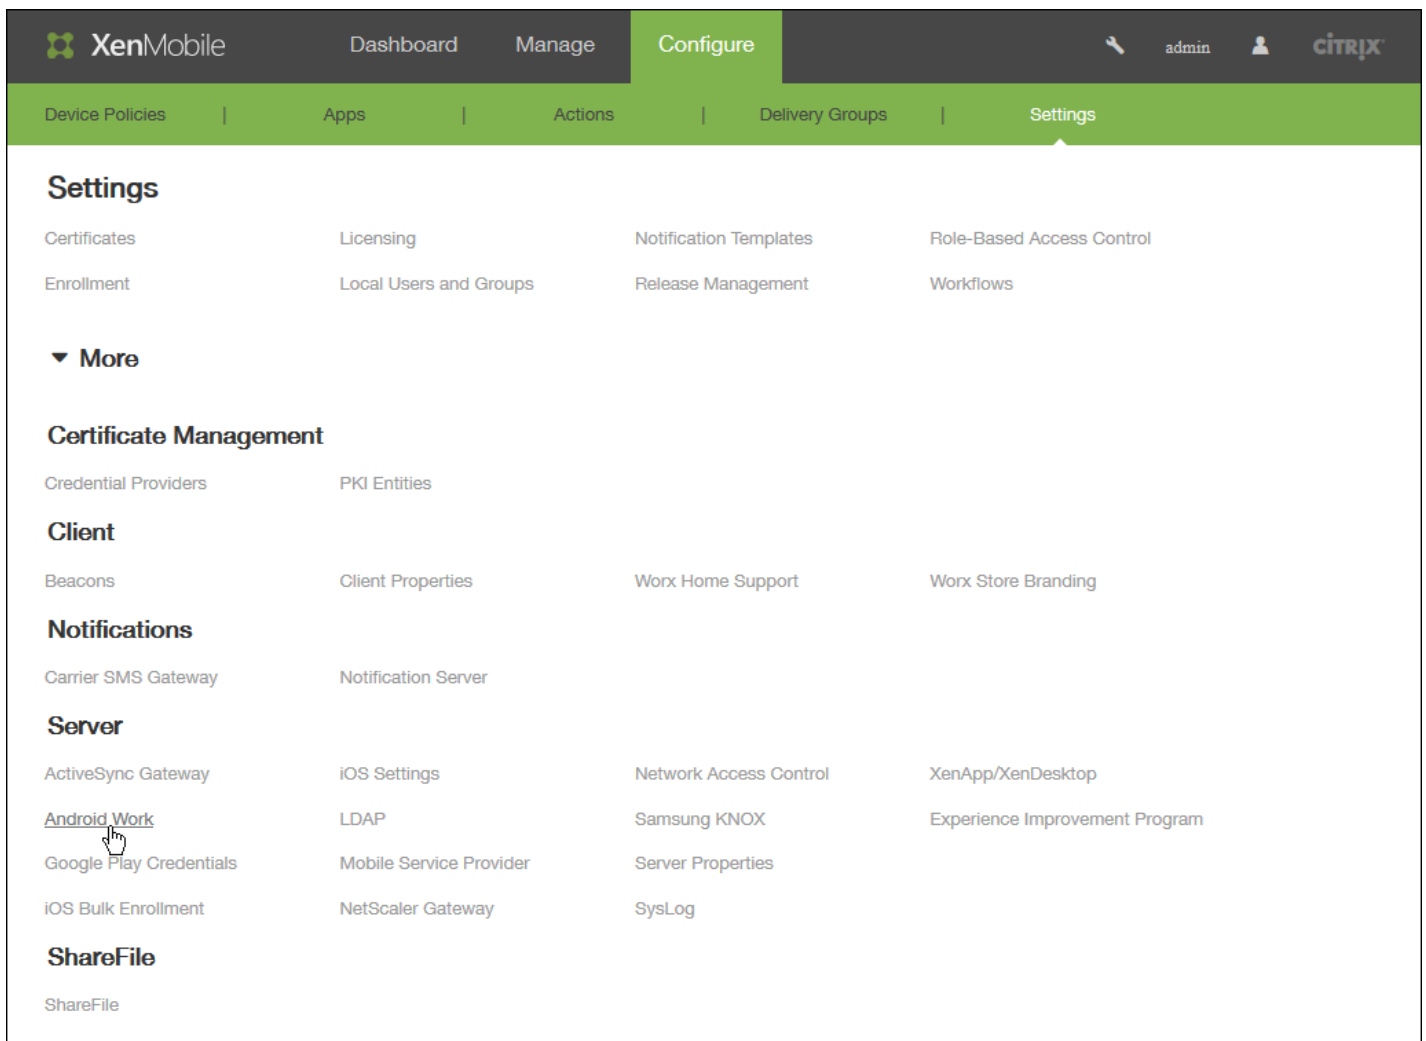 XenMobile Dashboard Manage Configure admin CITRIX
Device Policies | Apps | Actions | Delivery Groups | Settings
Settings
Certificates Licensing Notification Templates Role-Based Access Control
Enrollment Local Users and Groups Release Management Workflows
More
Certificate Management
Credential Providers PKI Entities
Client
Beacons Client Properties Worx Home Support Worx Store Branding
Notifications
Carrier SMS Gateway Notification Server
Server
ActiveSync Gateway iOS Settings Network Access Control XenApp/XenDesktop
Android Work LDAP Samsung KNOX Experience Improvement Program
Google Play Credentials Mobile Service Provider Server Properties
iOS Bulk Enrollment NetScaler Gateway SysLog
ShareFile
ShareFile